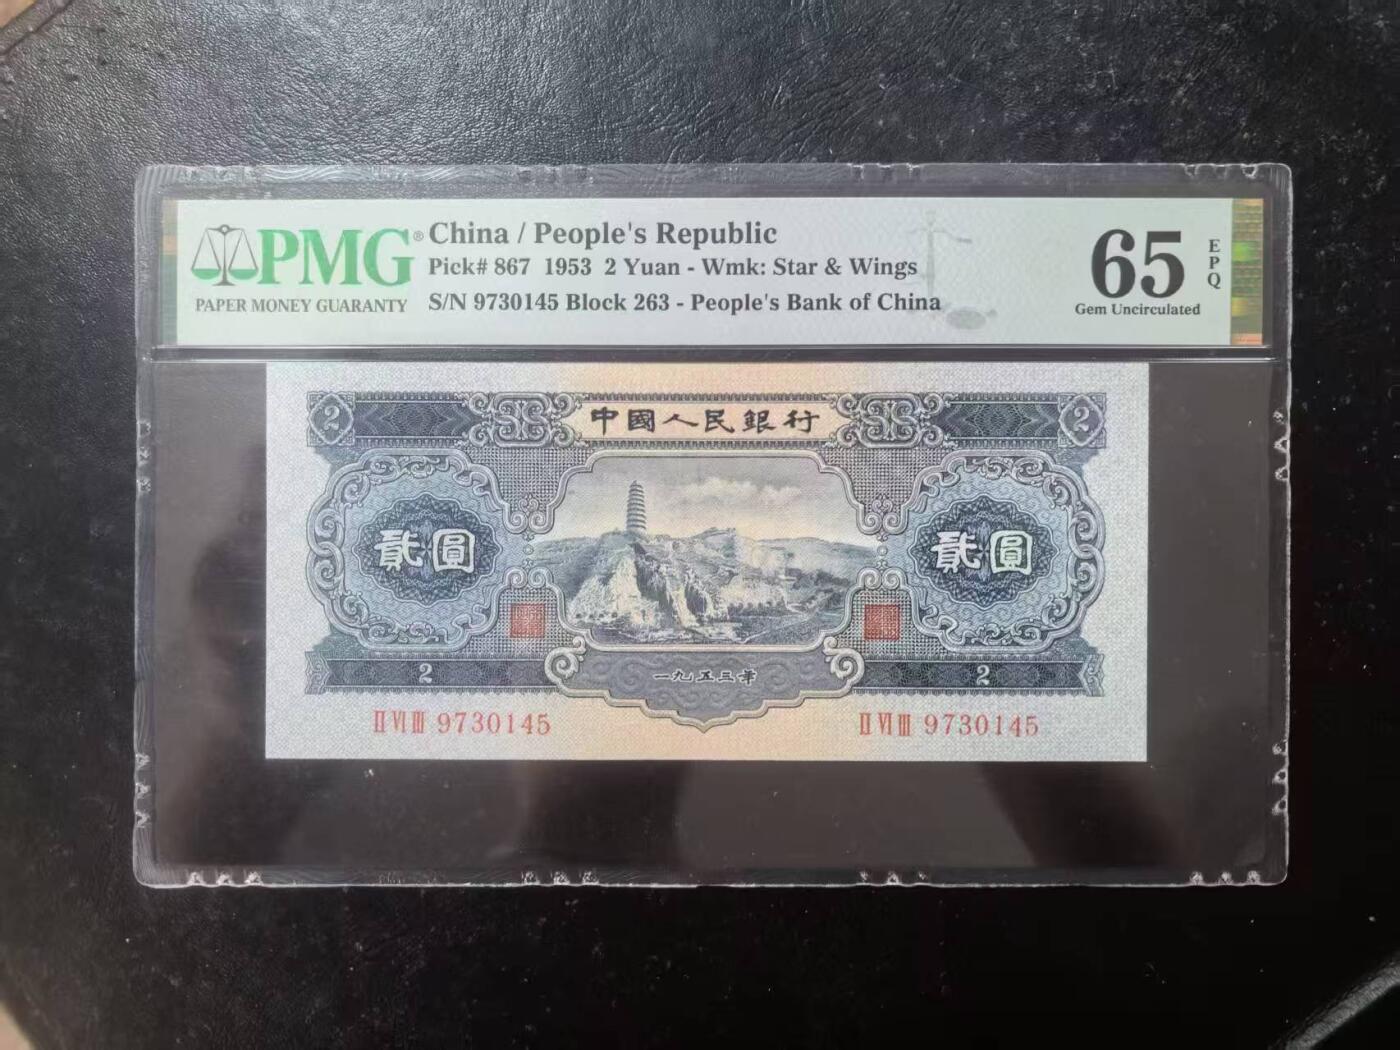 PMG®
PAPER MONEY GUARANTY
China / People's Republic
Pick# 867 1953 2 Yuan - Wmk: Star & Wings
S/N 9730145 Block 263 - People's Bank of China
65
EPQ
Gem Uncirculated
2 中國人民銀行 2
貳圓 貳圓
2 一九五三年 2
II VI III 9730145 II VI III 9730145